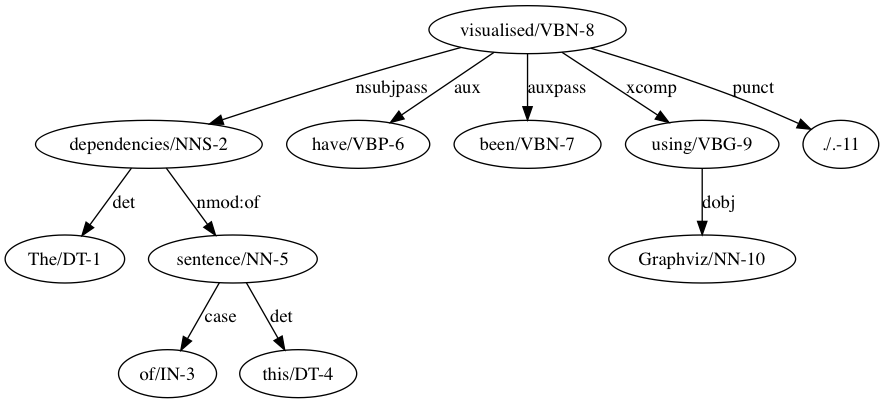 visualised/VBN-8
nsubjpass aux auxpass xcomp punct
dependencies/NNS-2 have/VBP-6 been/VBN-7 using/VBG-9 ./.-11
det nmod:of dobj
The/DT-1 sentence/NN-5 Graphviz/NN-10
case det
of/IN-3 this/DT-4